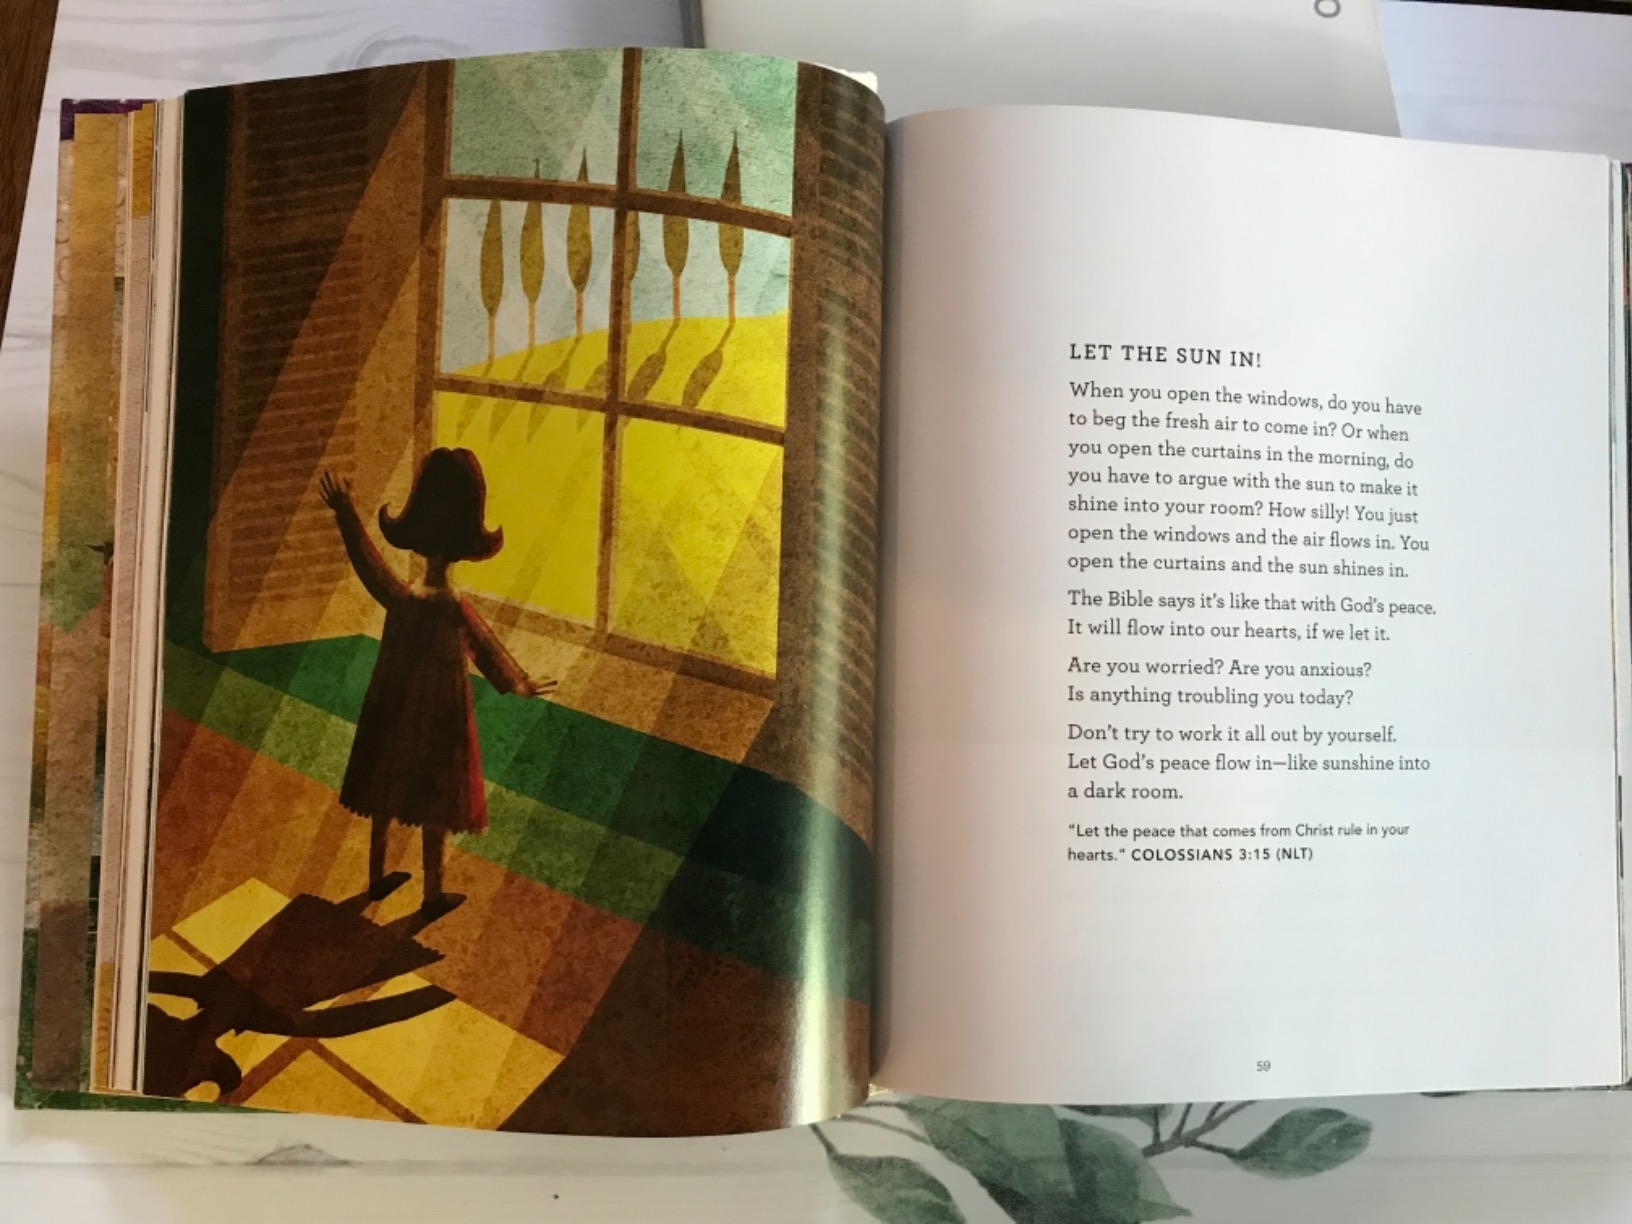 LET THE SUN IN!
When you open the windows, do you have
to beg the fresh air to come in? Or when
you open the curtains in the morning, do
you have to argue with the sun to make it
shine into your room? How silly! You just
open the windows and the air flows in. You
open the curtains and the sun shines in.
The Bible says it's like that with God's peace.
It will flow into our hearts, if we let it.
Are you worried? Are you anxious?
Is anything troubling you today?
Don't try to work it all out by yourself.
Let God's peace flow in—like sunshine into
a dark room.
"Let the peace that comes from Christ rule in your
hearts." COLOSSIANS 3:15 (NLT)
59